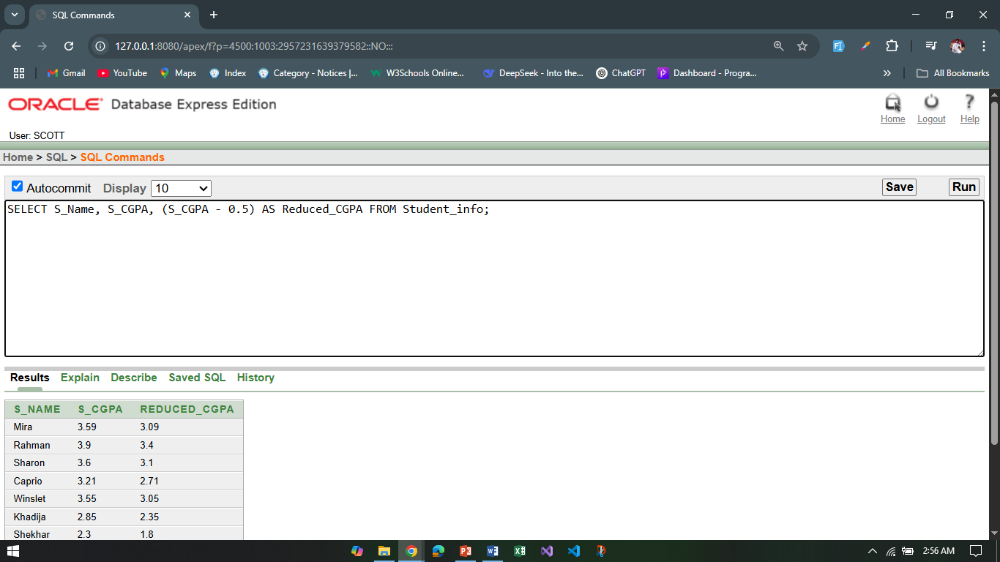 SQL Commands
127.0.0.1:8080/apex/f?p=4500:1003:2957231639379582::NO:::
Gmail YouTube Maps Index Category - Notices |... W3Schools Online... DeepSeek - Into the... ChatGPT Dashboard - Progra... » All Bookmarks
ORACLE Database Express Edition
Home Logout Help
User: SCOTT
Home > SQL > SQL Commands
Autocommit Display 10 Save Run
SELECT S_Name, S_CGPA, (S_CGPA - 0.5) AS Reduced_CGPA FROM Student_info;
Results Explain Describe Saved SQL History
S_NAME S_CGPA REDUCED_CGPA
Mira 3.59 3.09
Rahman 3.9 3.4
Sharon 3.6 3.1
Caprio 3.21 2.71
Winslet 3.55 3.05
Khadija 2.85 2.35
Shekhar 2.3 1.8
2:56 AM